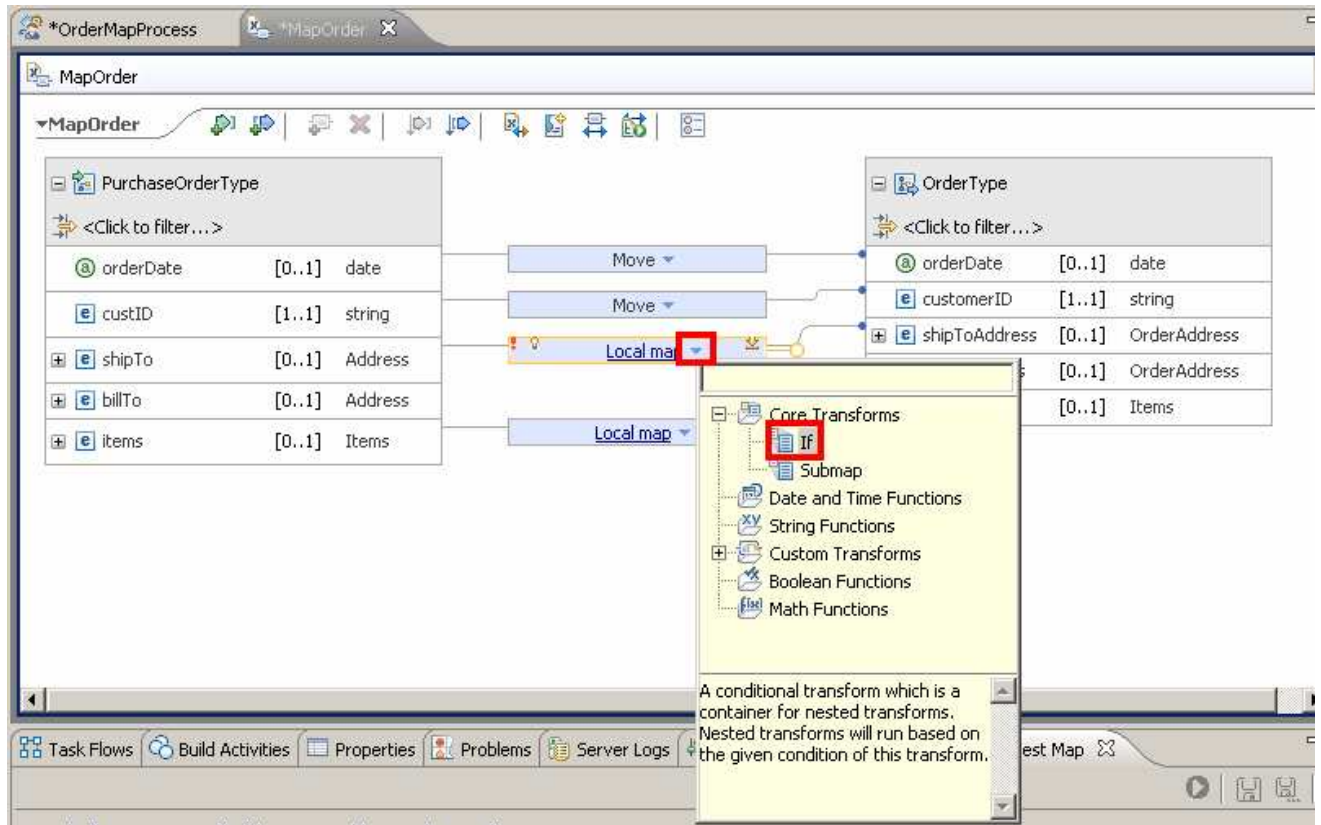 *OrderMapProcess *MapOrder
MapOrder
MapOrder
PurchaseOrderType
<Click to filter...>
orderDate [0..1] date
custID [1..1] string
shipTo [0..1] Address
billTo [0..1] Address
items [0..1] Items
Move
Move
Local map
Local map
OrderType
<Click to filter...>
orderDate [0..1] date
customerID [1..1] string
shipToAddress [0..1] OrderAddress
[0..1] OrderAddress
[0..1] Items
Core Transforms
If
Submap
Date and Time Functions
String Functions
Custom Transforms
Boolean Functions
Math Functions
A conditional transform which is a
container for nested transforms.
Nested transforms will run based on
the given condition of this transform.
Task Flows Build Activities Properties Problems Server Logs est Map